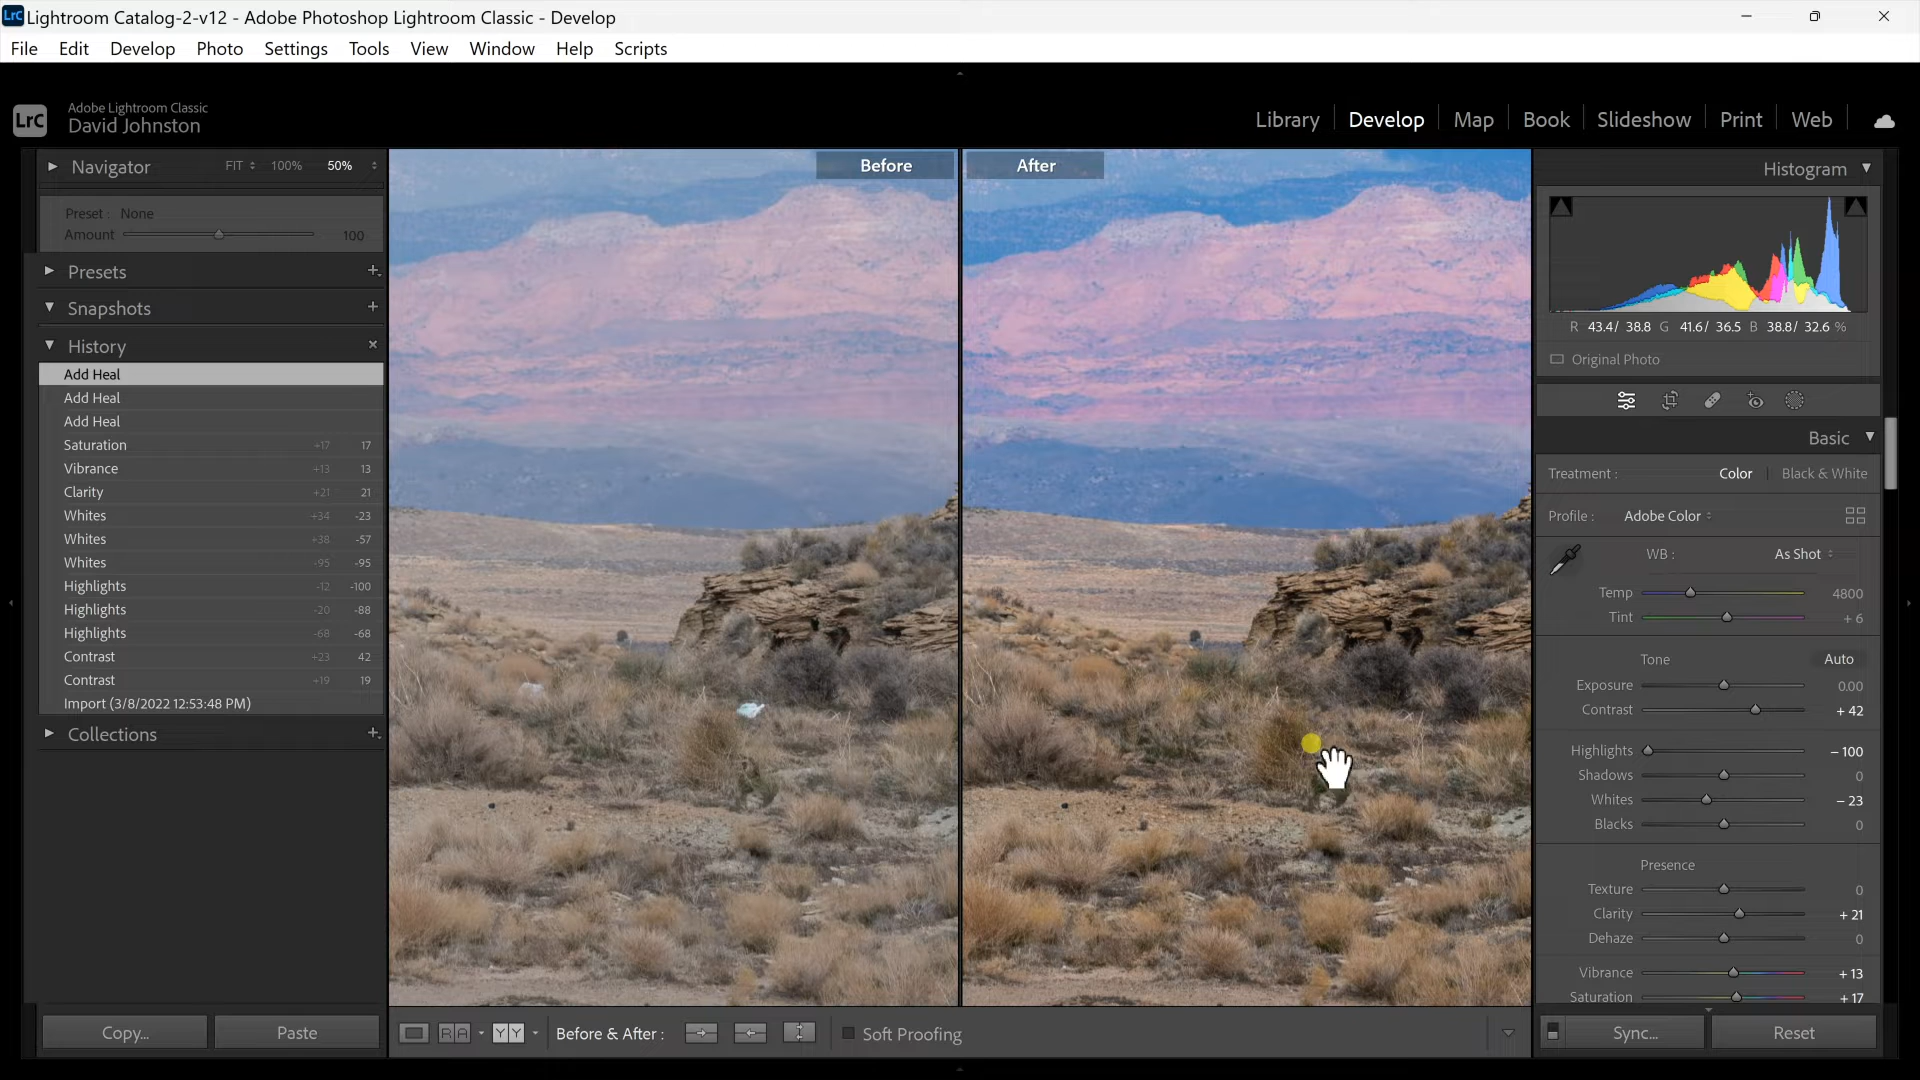 Lightroom Catalog-2-v12 - Adobe Photoshop Lightroom Classic - Develop
File Edit Develop Photo Settings Tools View Window Help Scripts
LrC Adobe Lightroom Classic
David Johnston
Library Develop Map Book Slideshow Print Web
Navigator FIT 100% 50%
Preset : None
Amount 100
Presets
Snapshots
History
Add Heal
Add Heal
Add Heal
Saturation +17 17
Vibrance +13 13
Clarity +21 21
Whites +34 -23
Whites +38 -57
Whites -95 -95
Highlights -12 -100
Highlights -20 -88
Highlights -68 -68
Contrast +23 42
Contrast +19 19
Import (3/8/2022 12:53:48 PM)
Collections
Copy... Paste
Before
After
R A Y Y Before & After : Soft Proofing
Histogram
R 43.4/ 38.8 G 41.6/ 36.5 B 38.8/ 32.6 %
Original Photo
Basic
Treatment : Color Black & White
Profile : Adobe Color
WB : As Shot
Temp 4800
Tint + 6
Tone Auto
Exposure 0.00
Contrast + 42
Highlights - 100
Shadows 0
Whites - 23
Blacks 0
Presence
Texture 0
Clarity + 21
Dehaze 0
Vibrance + 13
Saturation + 17
Sync... Reset